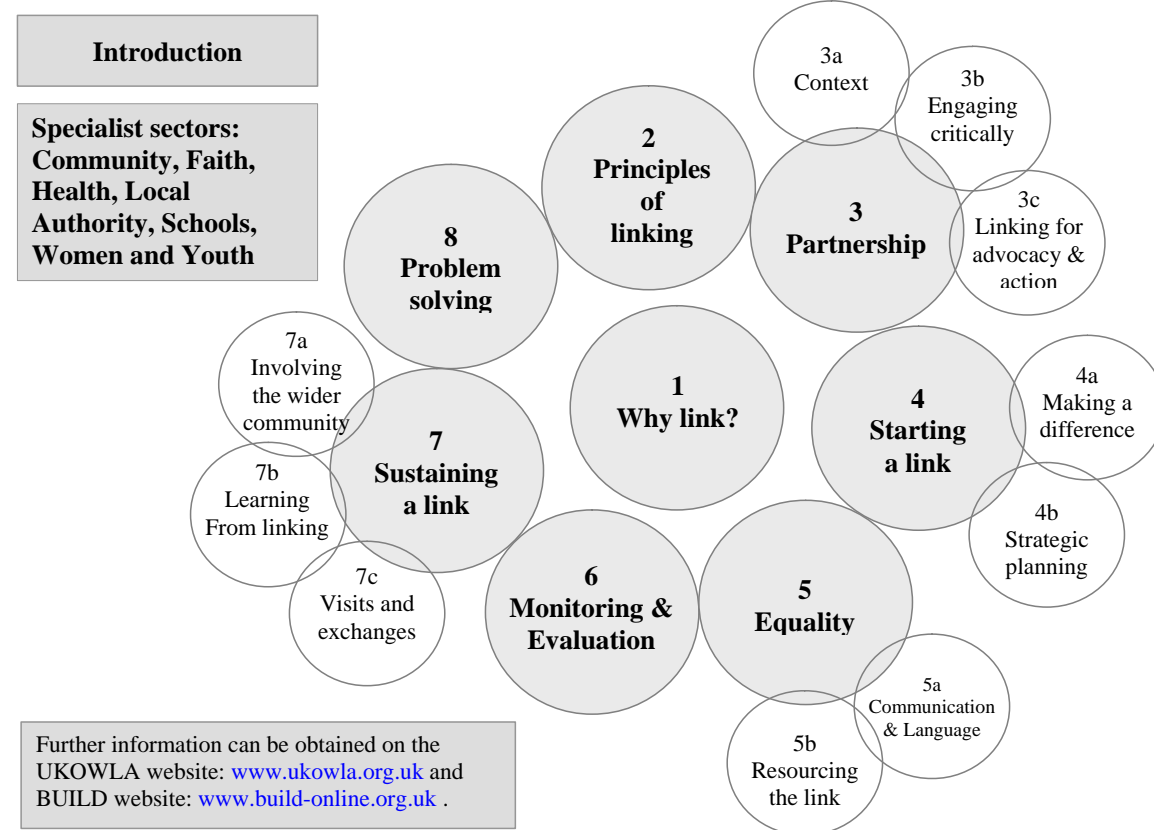 Introduction
Specialist sectors:
Community, Faith,
Health, Local
Authority, Schools,
Women and Youth
1
Why link?
2
Principles
of
linking
3
Partnership
3a
Context
3b
Engaging
critically
3c
Linking for
advocacy &
action
4
Starting
a link
4a
Making a
difference
4b
Strategic
planning
5
Equality
5a
Communication
& Language
5b
Resourcing
the link
6
Monitoring &
Evaluation
7
Sustaining
a link
7a
Involving
the wider
community
7b
Learning
From linking
7c
Visits and
exchanges
8
Problem
solving
Further information can be obtained on the
UKOWLA website: www.ukowla.org.uk and
BUILD website: www.build-online.org.uk .